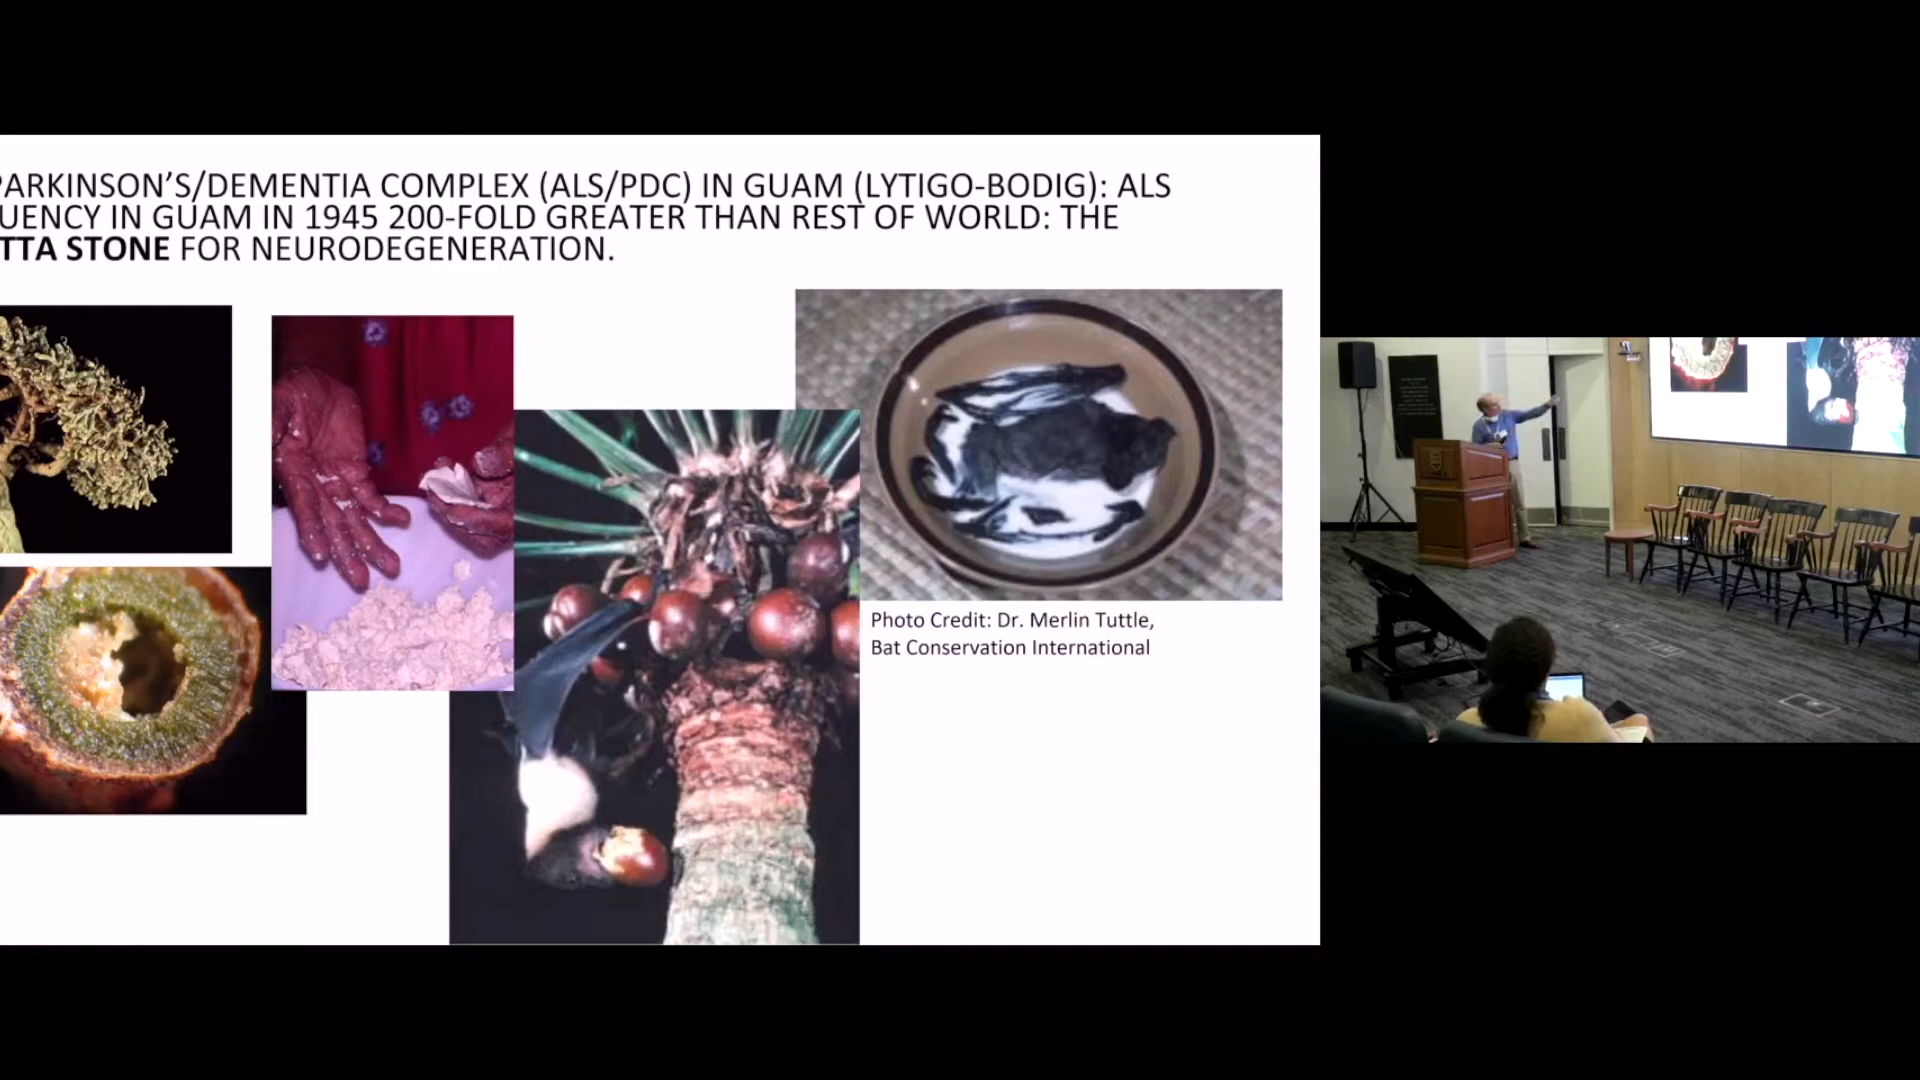 PARKINSON'S/DEMENTIA COMPLEX (ALS/PDC) IN GUAM (LYTIGO-BODIG): ALS
UENCY IN GUAM IN 1945 200-FOLD GREATER THAN REST OF WORLD: THE
TTA STONE FOR NEURODEGENERATION.
Photo Credit: Dr. Merlin Tuttle,
Bat Conservation International